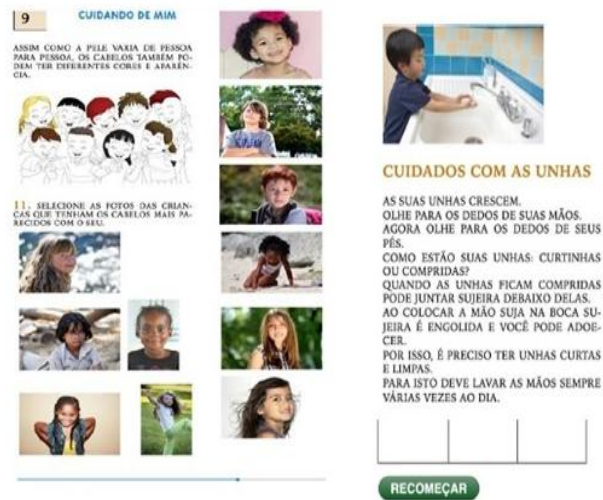 9
CUIDANDO DE MIM
ASSIM COMO A PELE VARIA DE PESSOA
PARA PESSOA, OS CABELOS TAMBÉM PO-
DEM TER DIFERENTES CORES E APARÊN-
CIA.
11. SELECIONE AS FOTOS DAS CRIAN-
ÇAS QUE TENHAM OS CABELOS MAIS PA-
RECIDOS COM O SEU.
CUIDADOS COM AS UNHAS
AS SUAS UNHAS CRESCEM.
OLHE PARA OS DEDOS DE SUAS MÃOS.
AGORA OLHE PARA OS DEDOS DE SEUS
PÉS.
COMO ESTÃO SUAS UNHAS: CURTINHAS
OU COMPRIDAS?
QUANDO AS UNHAS FICAM COMPRIDAS
PODE JUNTAR SUJEIRA DEBAIXO DELAS.
AO COLOCAR A MÃO SUJA NA BOCA SU-
JEIRA É ENGOLIDA E VOCÊ PODE ADOE-
CER.
POR ISSO, É PRECISO TER UNHAS CURTAS
E LIMPAS.
PARA ISTO DEVE LAVAR AS MÃOS SEMPRE
VÁRIAS VEZES AO DIA.
RECOMEÇAR